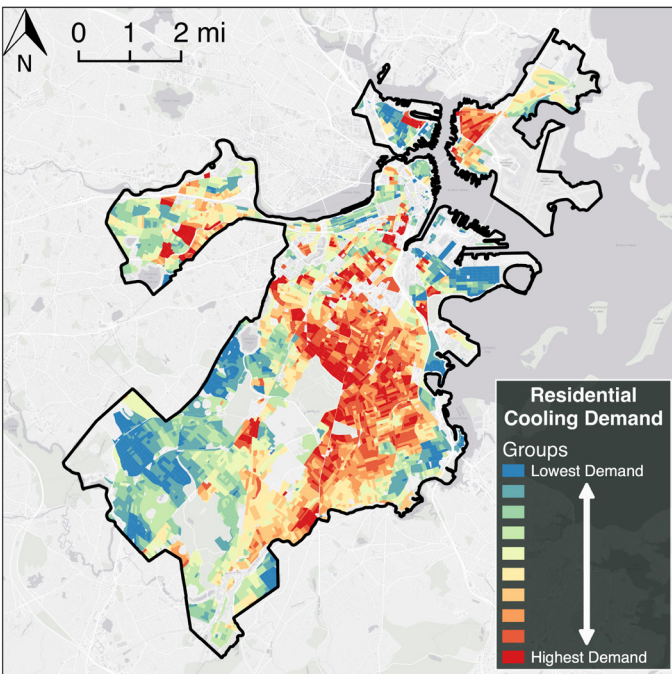 0 1 2 mi
N
Residential
Cooling Demand
Groups
Lowest Demand
Highest Demand